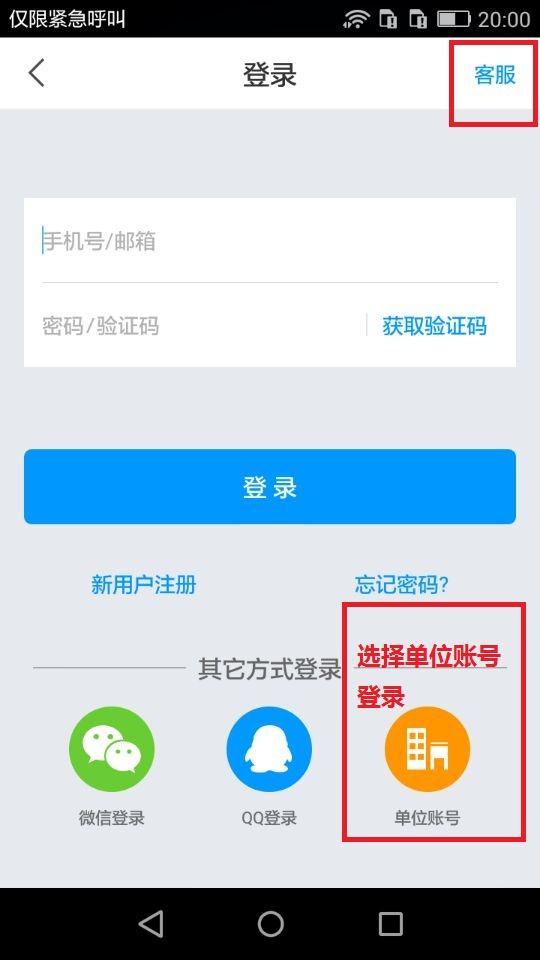 仅限紧急呼叫
20:00
登录
客服
手机号/邮箱
密码/验证码
获取验证码
登 录
新用户注册
忘记密码?
其它方式登录
选择单位账号
登录
微信登录
QQ登录
单位账号